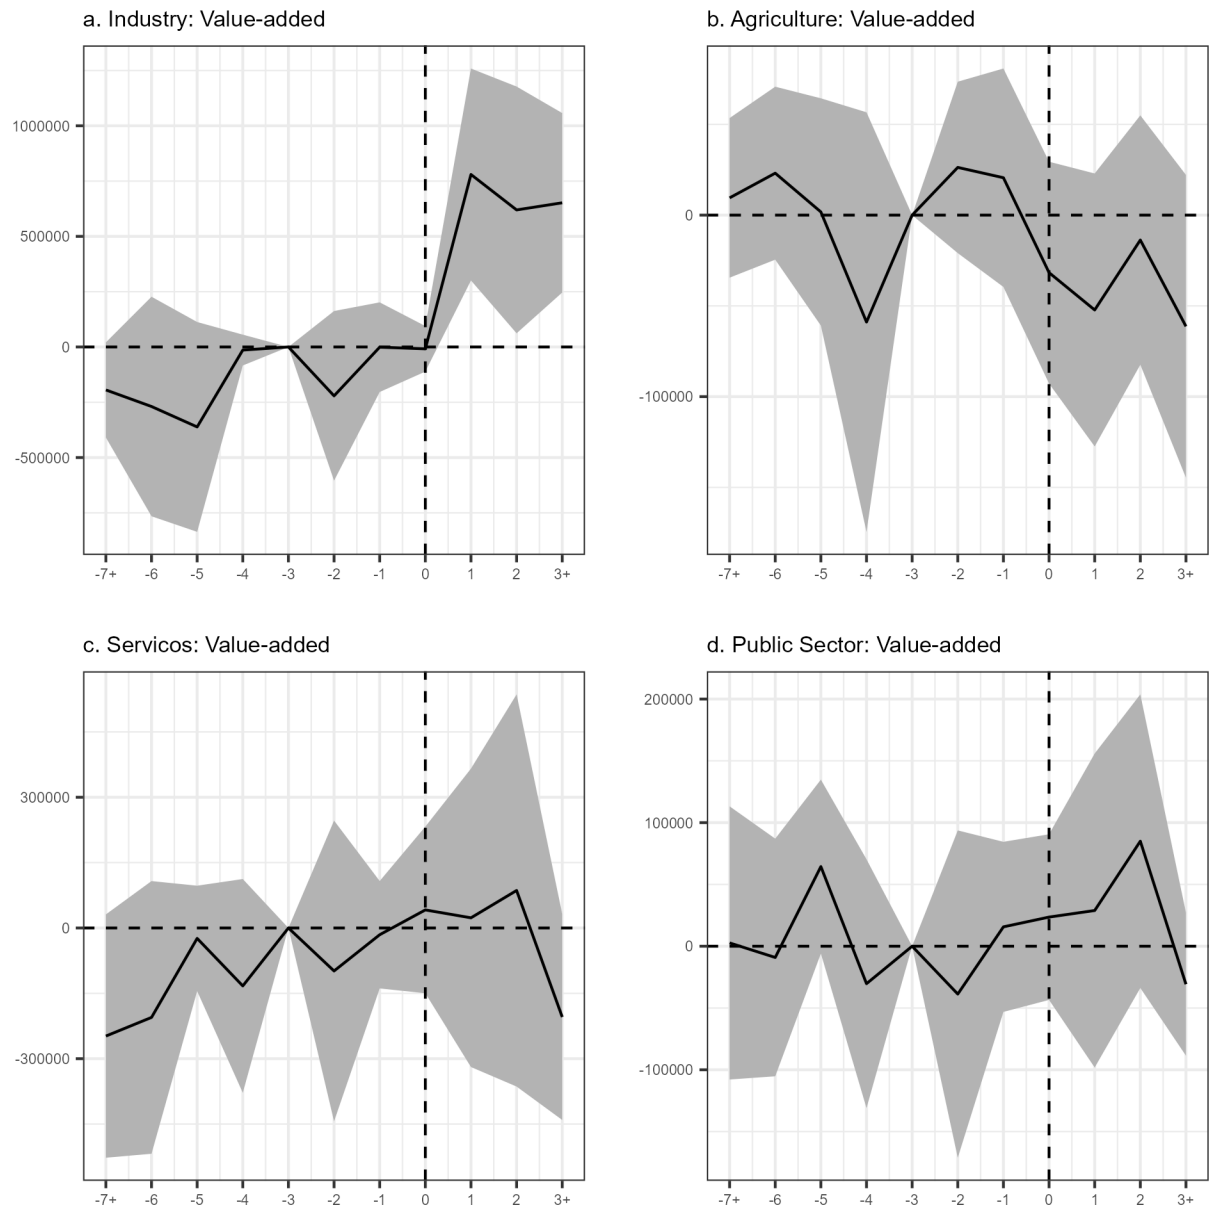 a. Industry: Value-added
1000000
500000
0
-500000
-7+ -6 -5 -4 -3 -2 -1 0 1 2 3+
b. Agriculture: Value-added
0
-100000
-7+ -6 -5 -4 -3 -2 -1 0 1 2 3+
c. Servicos: Value-added
300000
0
-300000
-7+ -6 -5 -4 -3 -2 -1 0 1 2 3+
d. Public Sector: Value-added
200000
100000
0
-100000
-7+ -6 -5 -4 -3 -2 -1 0 1 2 3+